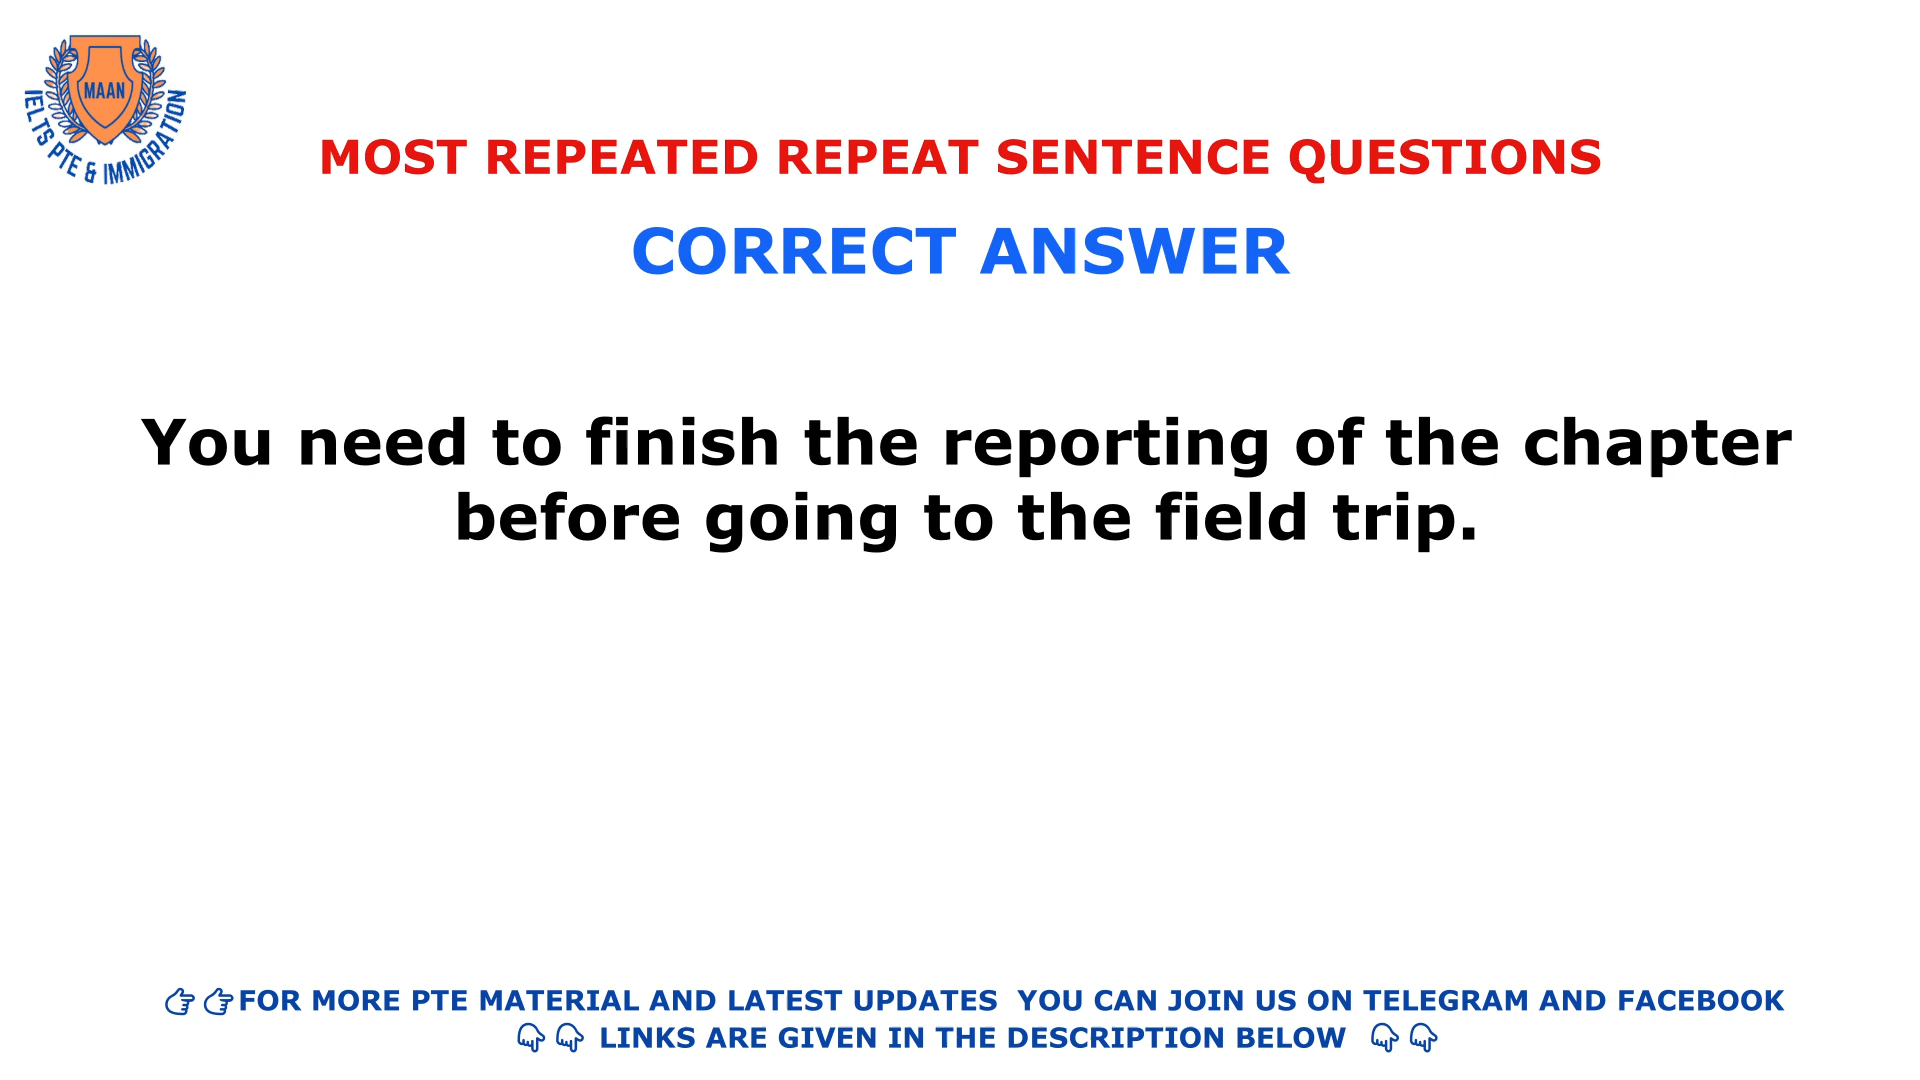 MAAN
IELTS PTE & IMMIGRATION
MOST REPEATED REPEAT SENTENCE QUESTIONS
CORRECT ANSWER
You need to finish the reporting of the chapter
before going to the field trip.
👉👉FOR MORE PTE MATERIAL AND LATEST UPDATES  YOU CAN JOIN US ON TELEGRAM AND FACEBOOK
👇👇 LINKS ARE GIVEN IN THE DESCRIPTION BELOW 👇👇